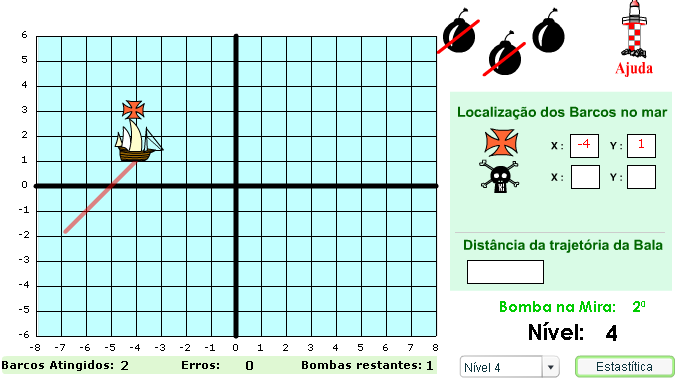 Ajuda
6
5
4
3
2
1
0
-1
-2
-3
-4
-5
-6
-8 -7 -6 -5 -4 -3 -2 -1 0 1 2 3 4 5 6 7 8
Localização dos Barcos no mar
X : -4 Y : 1
X : Y :
Distância da trajetória da Bala
Bomba na Mira: 2º
Nível: 4
Barcos Atingidos: 2 Erros: 0 Bombas restantes: 1
Nível 4 Estastítica